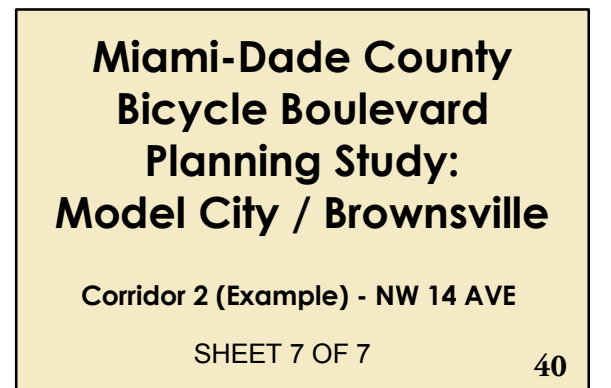 Miami-Dade County
Bicycle Boulevard
Planning Study:
Model City / Brownsville
Corridor 2 (Example) - NW 14 AVE
SHEET 7 OF 7
40